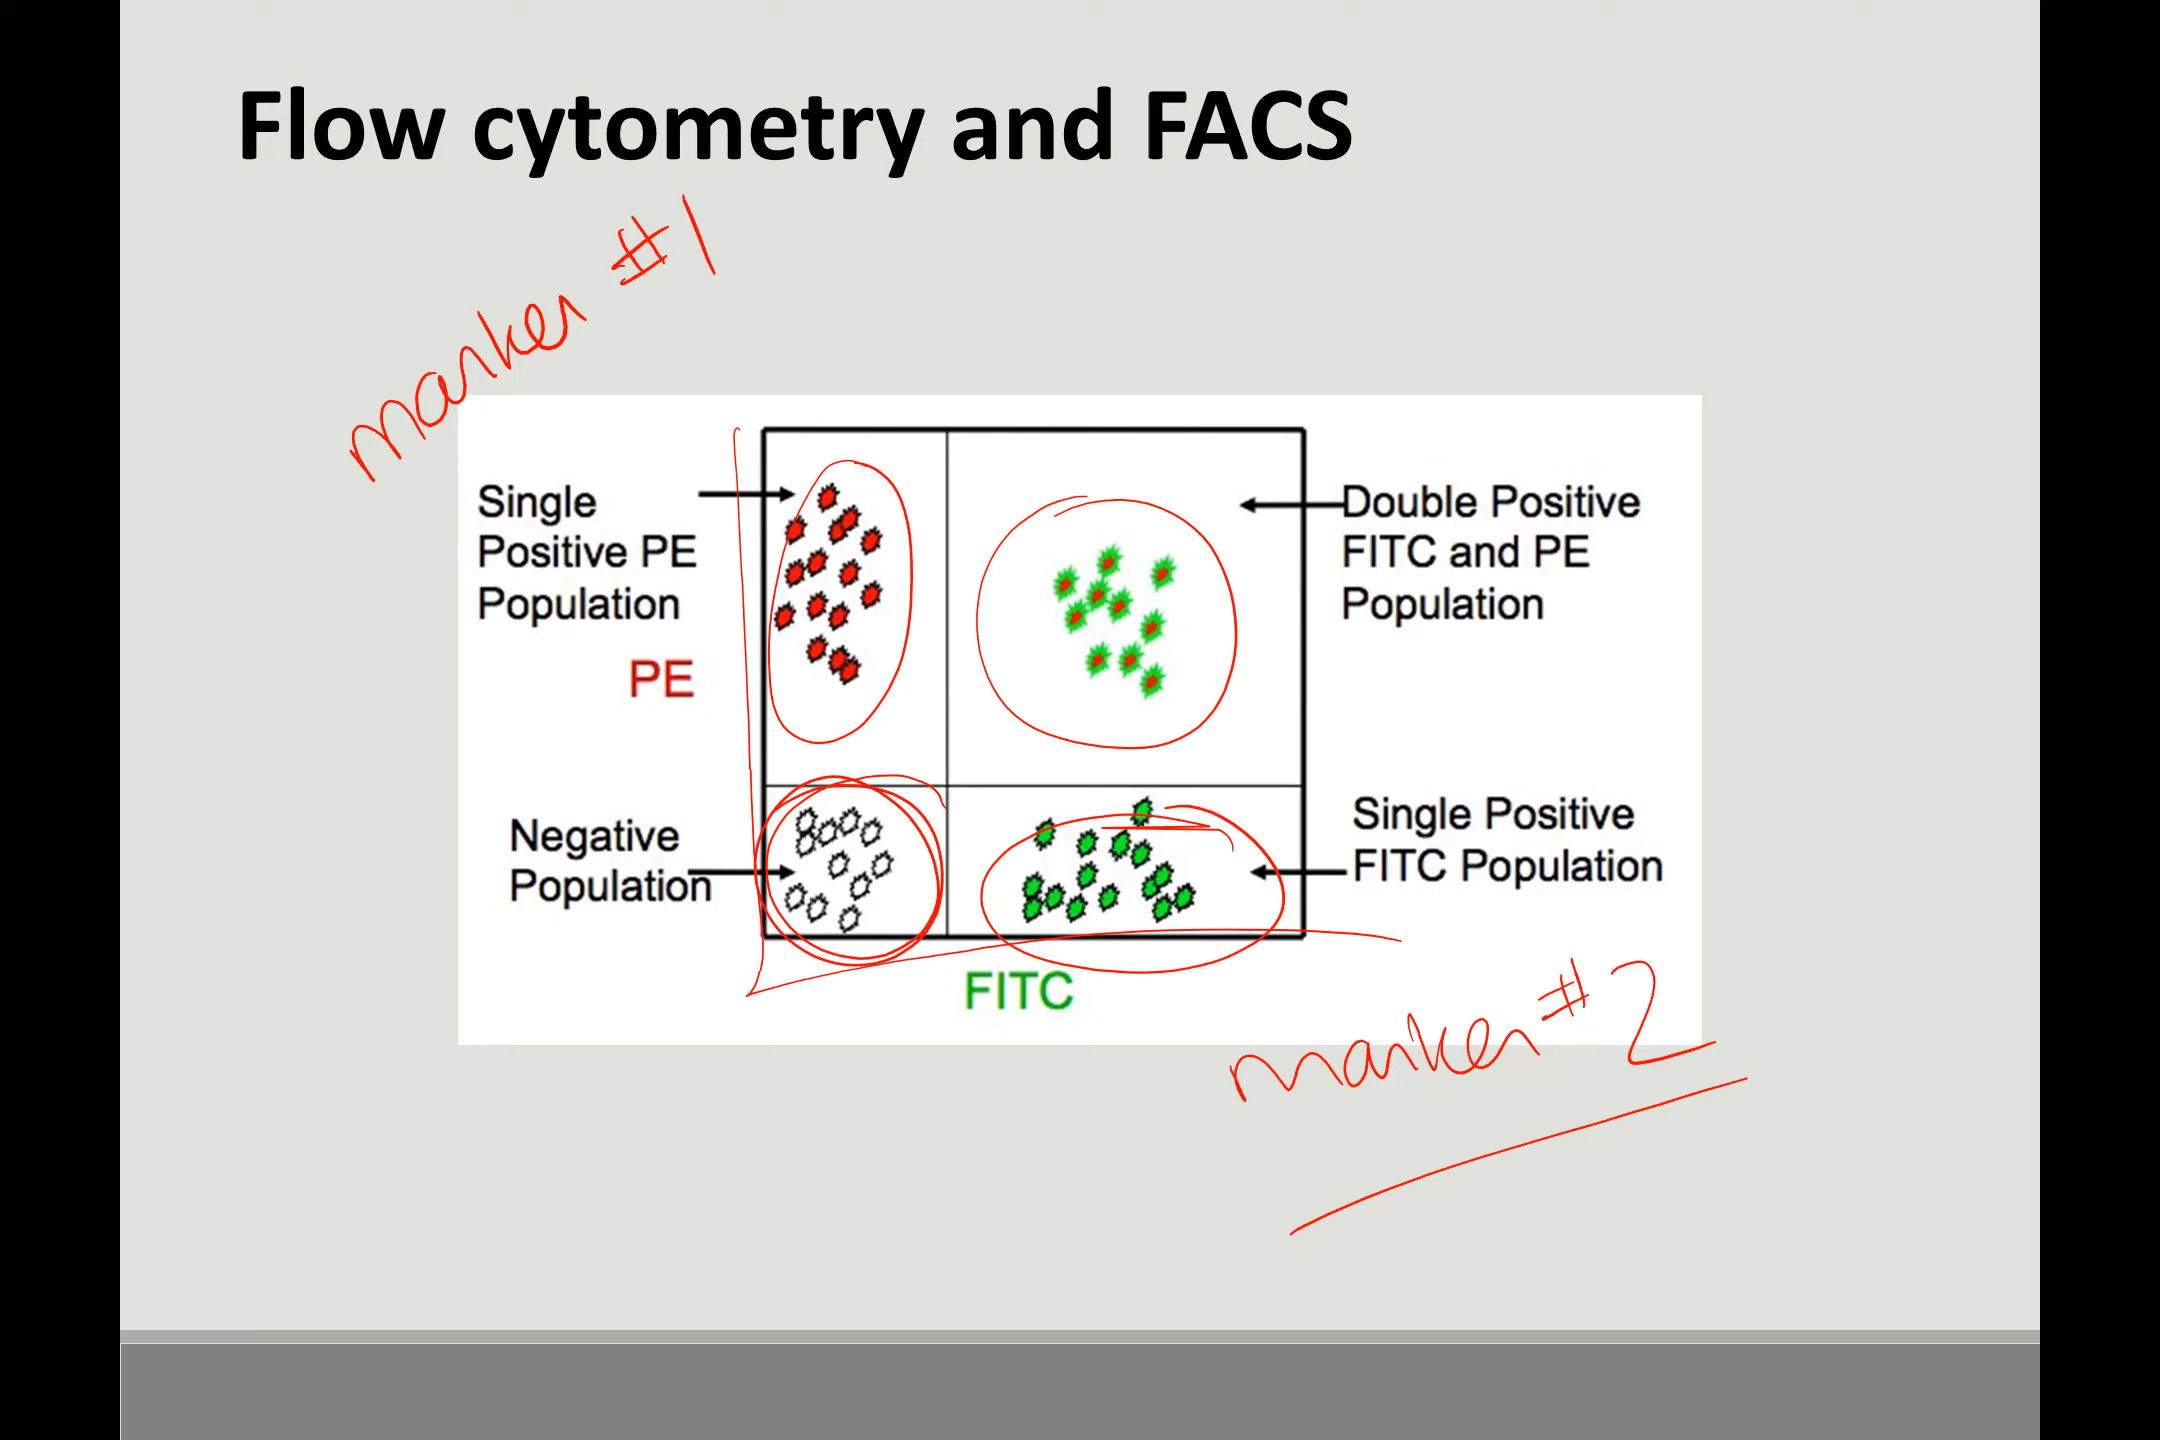 Flow cytometry and FACS
marker #1
Single
Positive PE
Population
PE
Double Positive
FITC and PE
Population
Negative
Population
Single Positive
FITC Population
FITC
marker #2